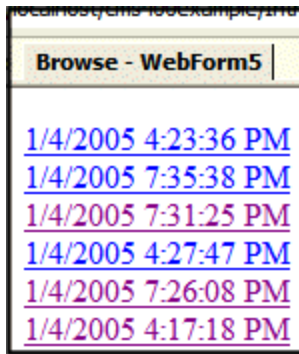 Browse - WebForm5
1/4/2005 4:23:36 PM
1/4/2005 7:35:38 PM
1/4/2005 7:31:25 PM
1/4/2005 4:27:47 PM
1/4/2005 7:26:08 PM
1/4/2005 4:17:18 PM